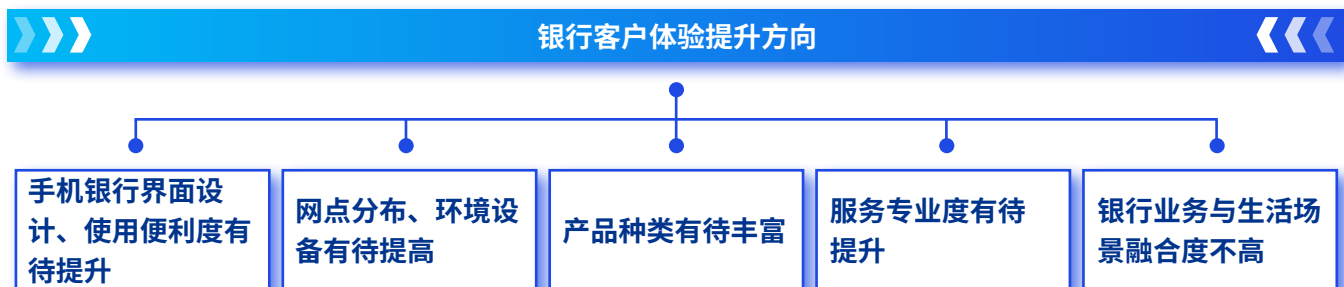 银行客户体验提升方向
手机银行界面设
计、使用便利度有
待提升
网点分布、环境设
备有待提高
产品种类有待丰富
服务专业度有待
提升
银行业务与生活场
景融合度不高